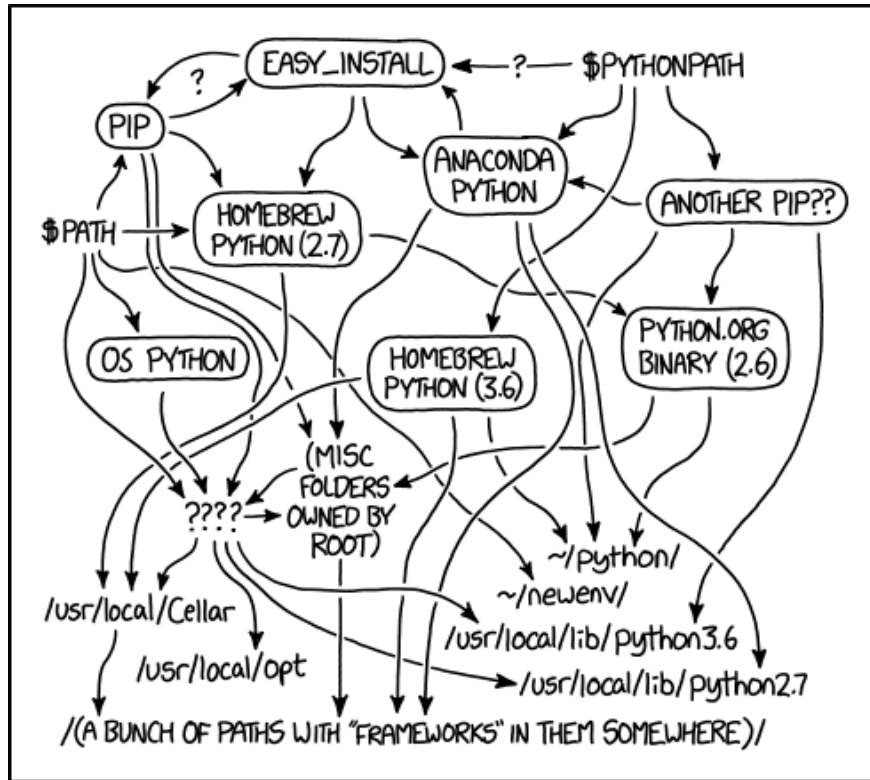 EASY_INSTALL
?
$PYTHONPATH
?
PIP
ANACONDA
PYTHON
ANOTHER PIP??
HOMEBREW
PYTHON (2.7)
$PATH
PYTHON.ORG
BINARY (2.6)
OS PYTHON
HOMEBREW
PYTHON (3.6)
(MISC
FOLDERS
OWNED BY
ROOT)
????
~/python/
~/newenv/
/usr/local/Cellar
/usr/local/lib/python3.6
/usr/local/opt
/usr/local/lib/python2.7
/(A BUNCH OF PATHS WITH "FRAMEWORKS" IN THEM SOMEWHERE)/